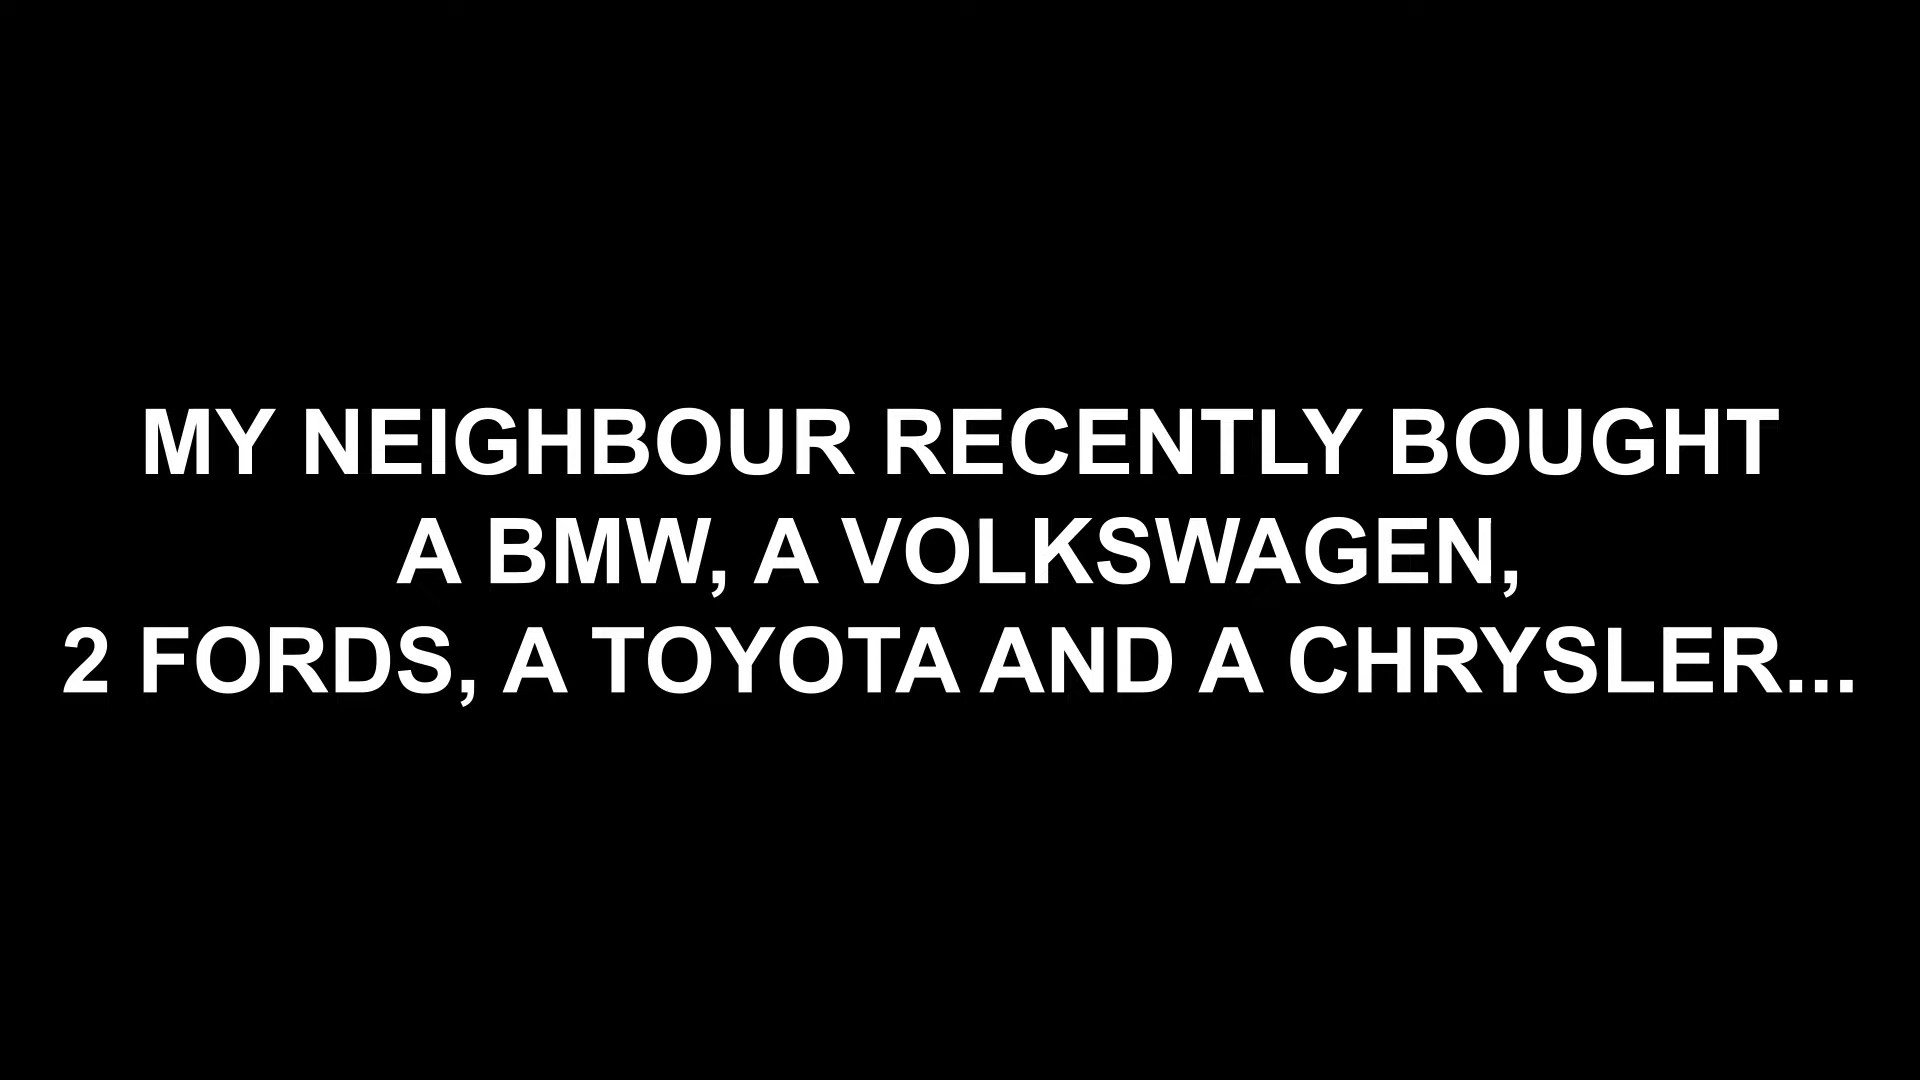 MY NEIGHBOUR RECENTLY BOUGHT
A BMW, A VOLKSWAGEN,
2 FORDS, A TOYOTA AND A CHRYSLER...